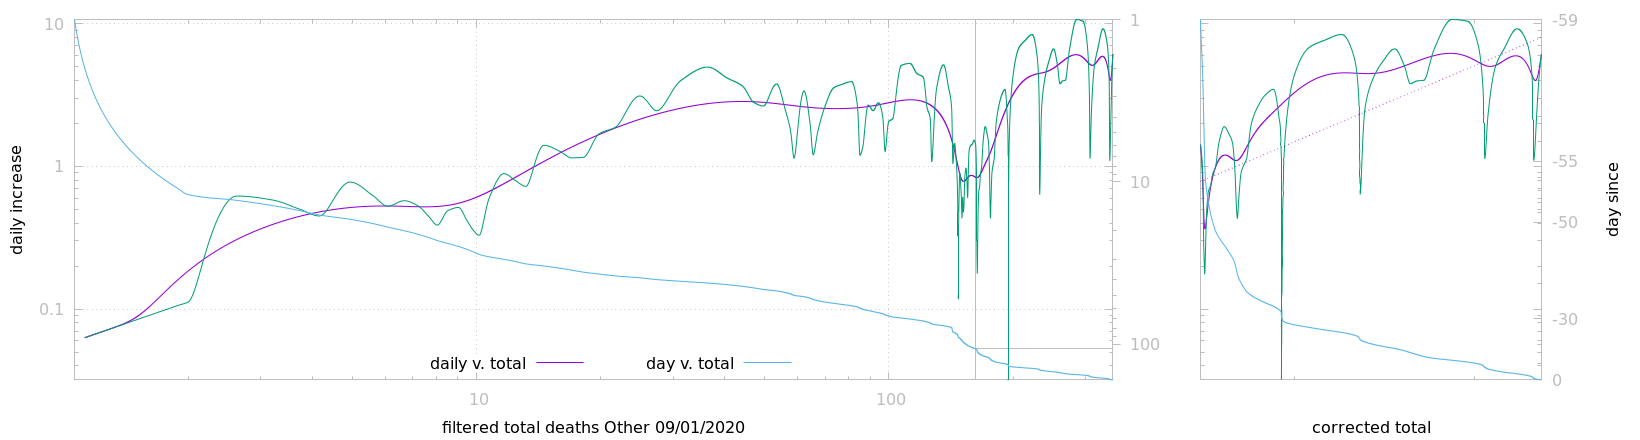 10
1
0.1
daily increase
10
100
filtered total deaths Other 09/01/2020
daily v. total
day v. total
1
10
100
-59
-55
-50
-30
0
day since
corrected total